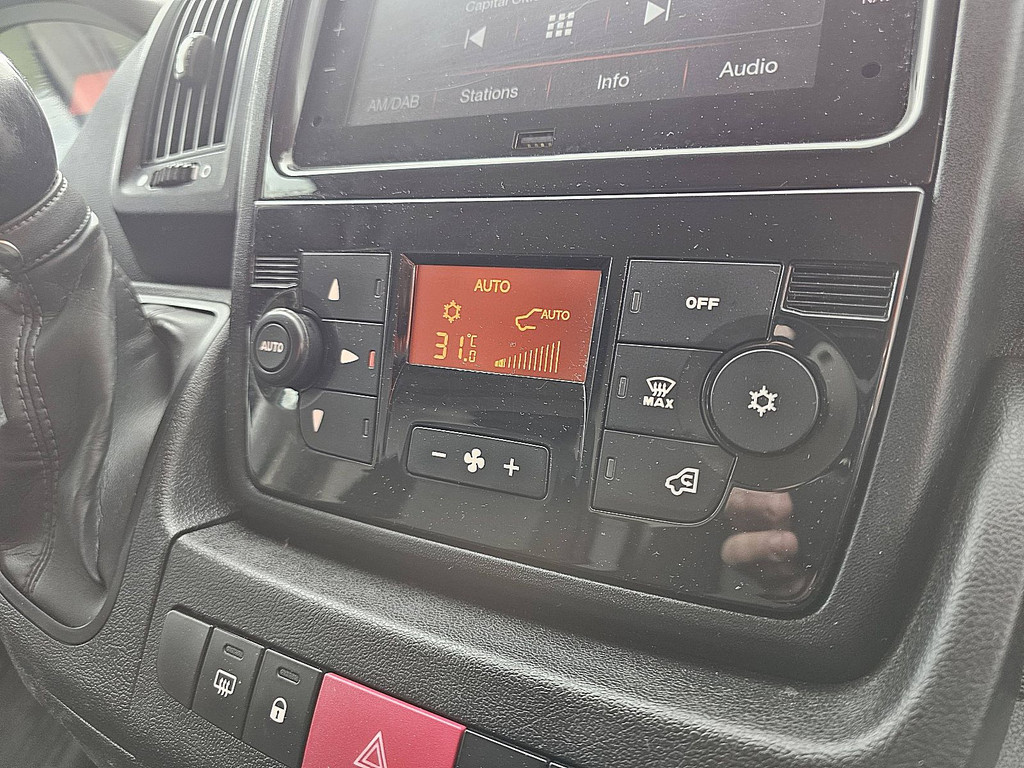 AM/DAB Stations Info Audio
AUTO
AUTO
AUTO
31.0 °C
OFF
MAX
- +